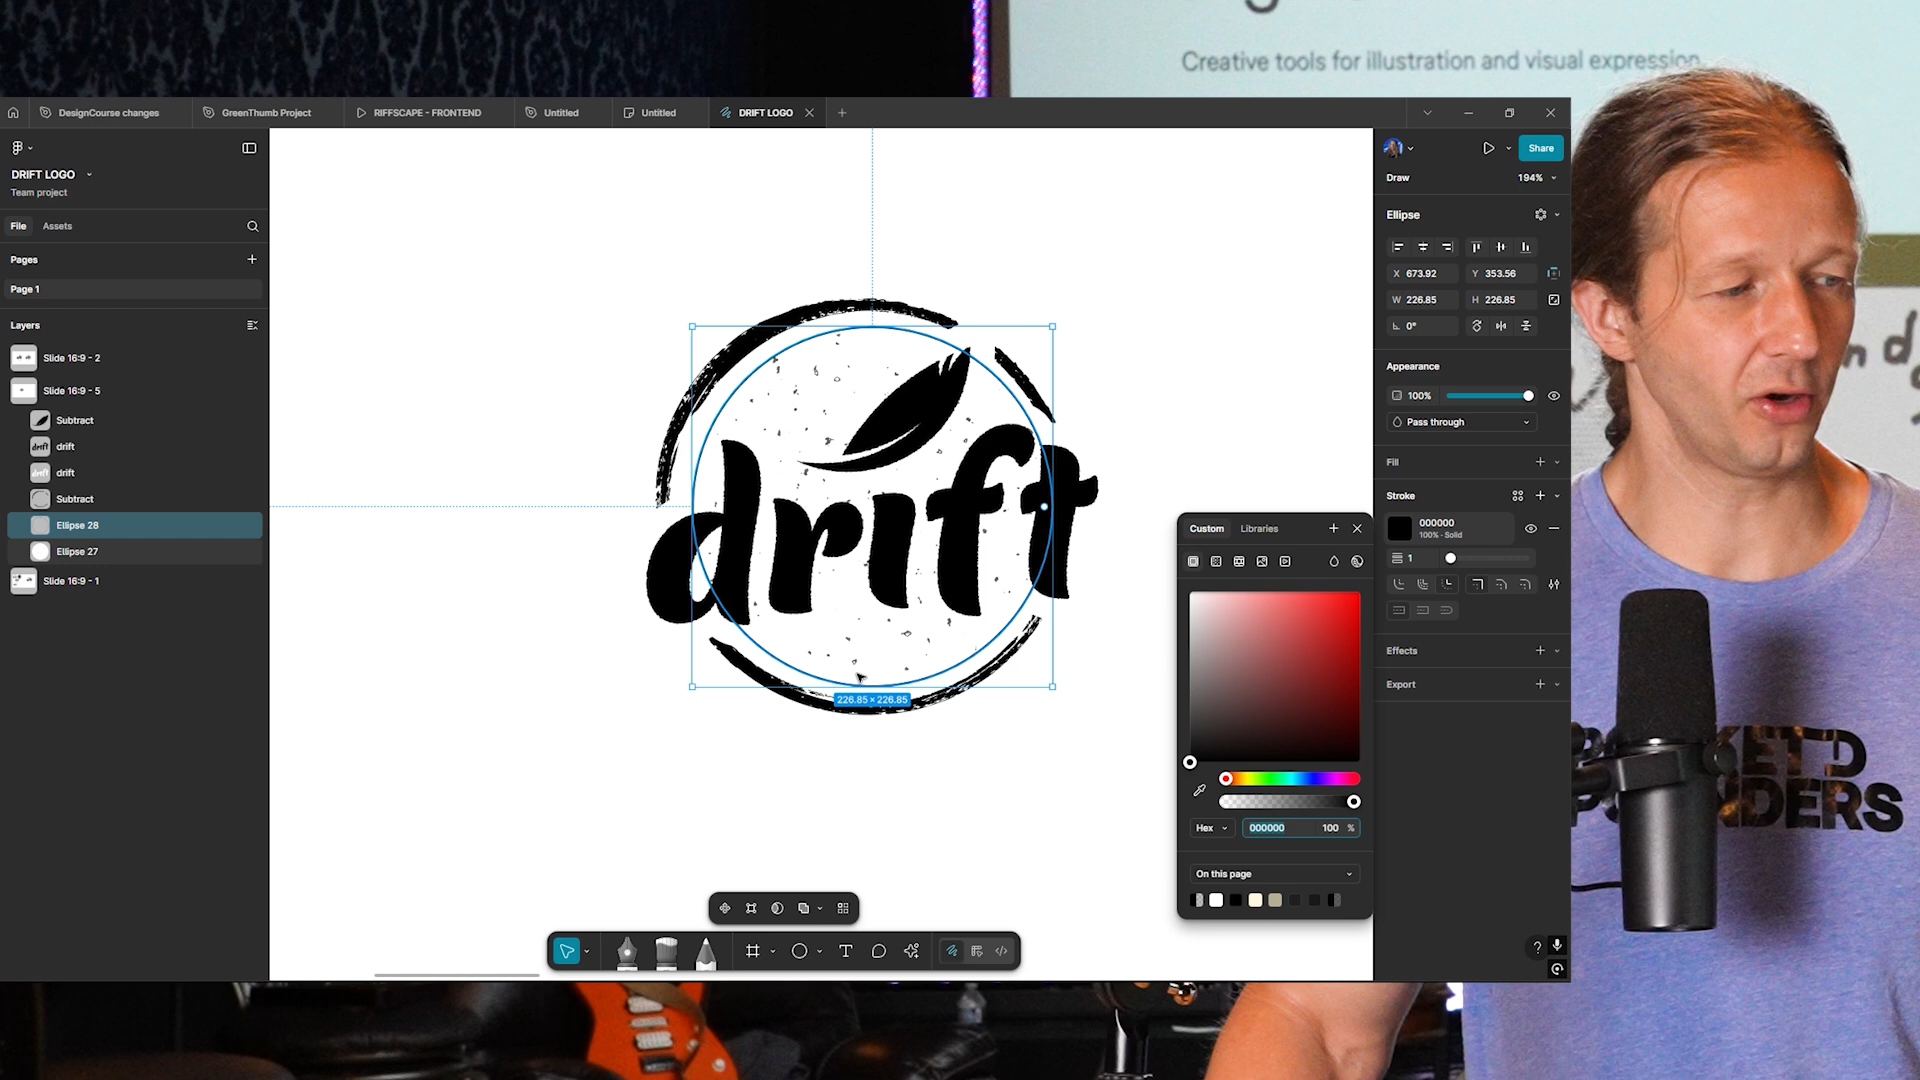 Creative tools for illustration and visual expression
DesignCourse changes
GreenThumb Project
RIFFSCAPE - FRONTEND
Untitled
Untitled
DRIFT LOGO
DRIFT LOGO
Team project
File
Assets
Pages
Page 1
Layers
Slide 16:9 - 2
Slide 16:9 - 5
Subtract
drift
drift
Subtract
Ellipse 28
Ellipse 27
Slide 16:9 - 1
drift
226.85 × 226.85
Share
Draw
194%
Ellipse
X 673.92
Y 353.56
W 226.85
H 226.85
0°
Appearance
100%
Pass through
Fill
Stroke
000000
100% · Solid
1
Effects
Export
Custom
Libraries
Hex
000000
100 %
On this page
?